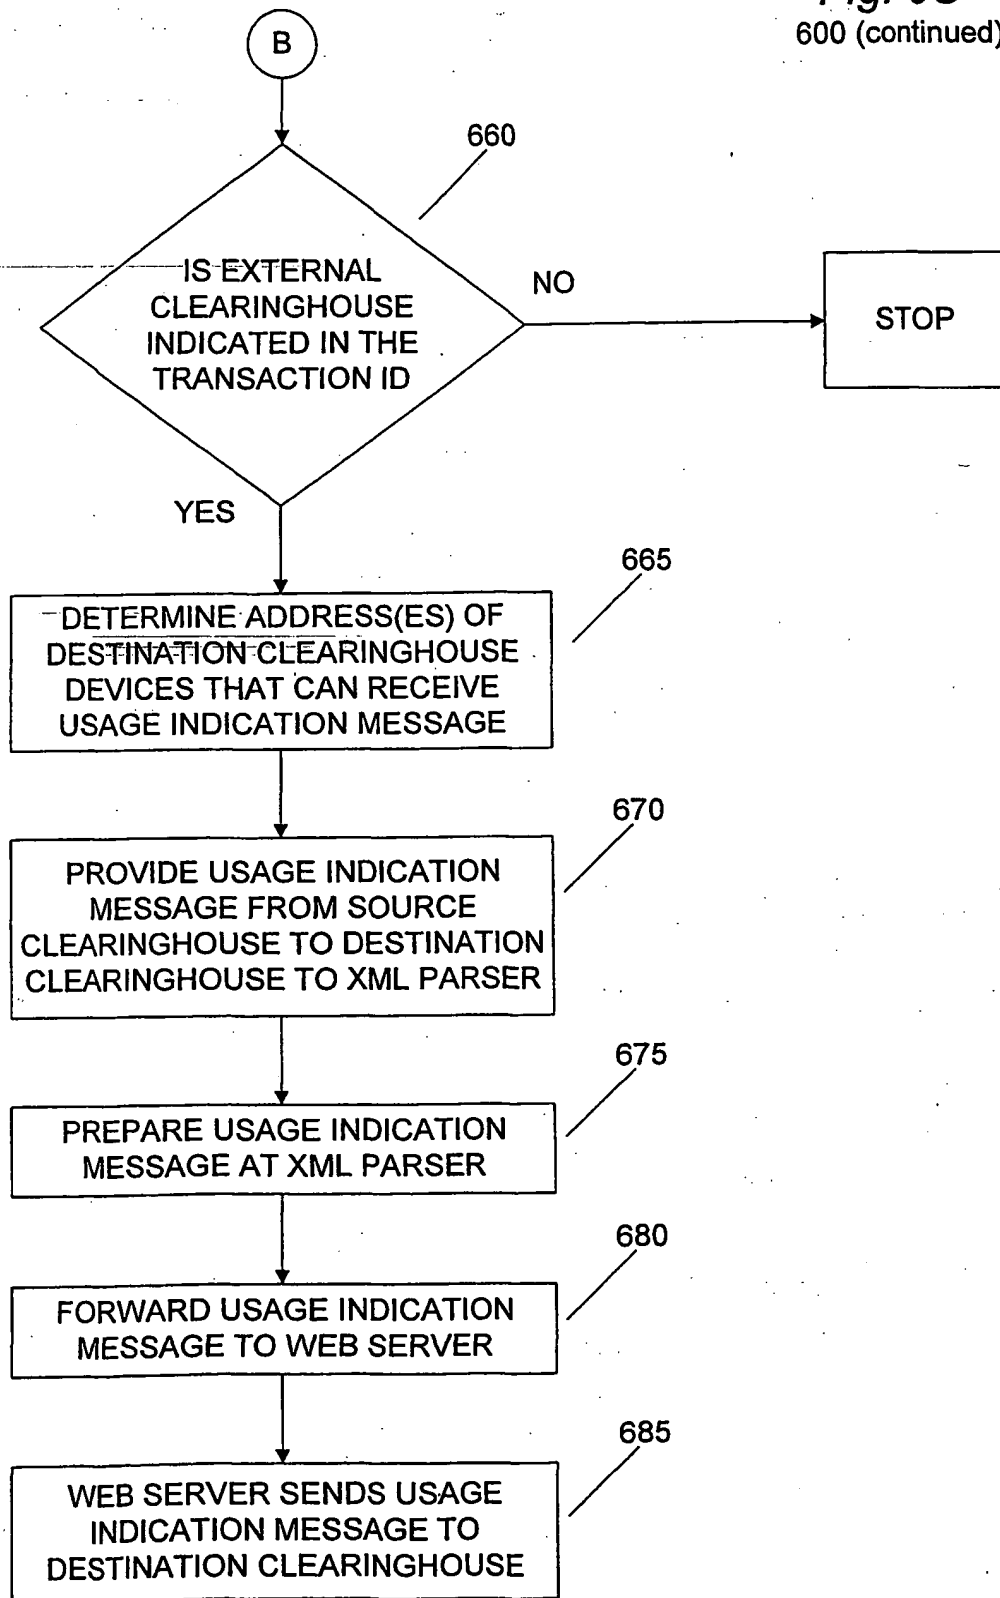 600 (continued)
B
660
IS EXTERNAL
CLEARINGHOUSE
INDICATED IN THE
TRANSACTION ID
NO
STOP
YES
665
DETERMINE ADDRESS(ES) OF
DESTINATION CLEARINGHOUSE
DEVICES THAT CAN RECEIVE
USAGE INDICATION MESSAGE
670
PROVIDE USAGE INDICATION
MESSAGE FROM SOURCE
CLEARINGHOUSE TO DESTINATION
CLEARINGHOUSE TO XML PARSER
675
PREPARE USAGE INDICATION
MESSAGE AT XML PARSER
680
FORWARD USAGE INDICATION
MESSAGE TO WEB SERVER
685
WEB SERVER SENDS USAGE
INDICATION MESSAGE TO
DESTINATION CLEARINGHOUSE